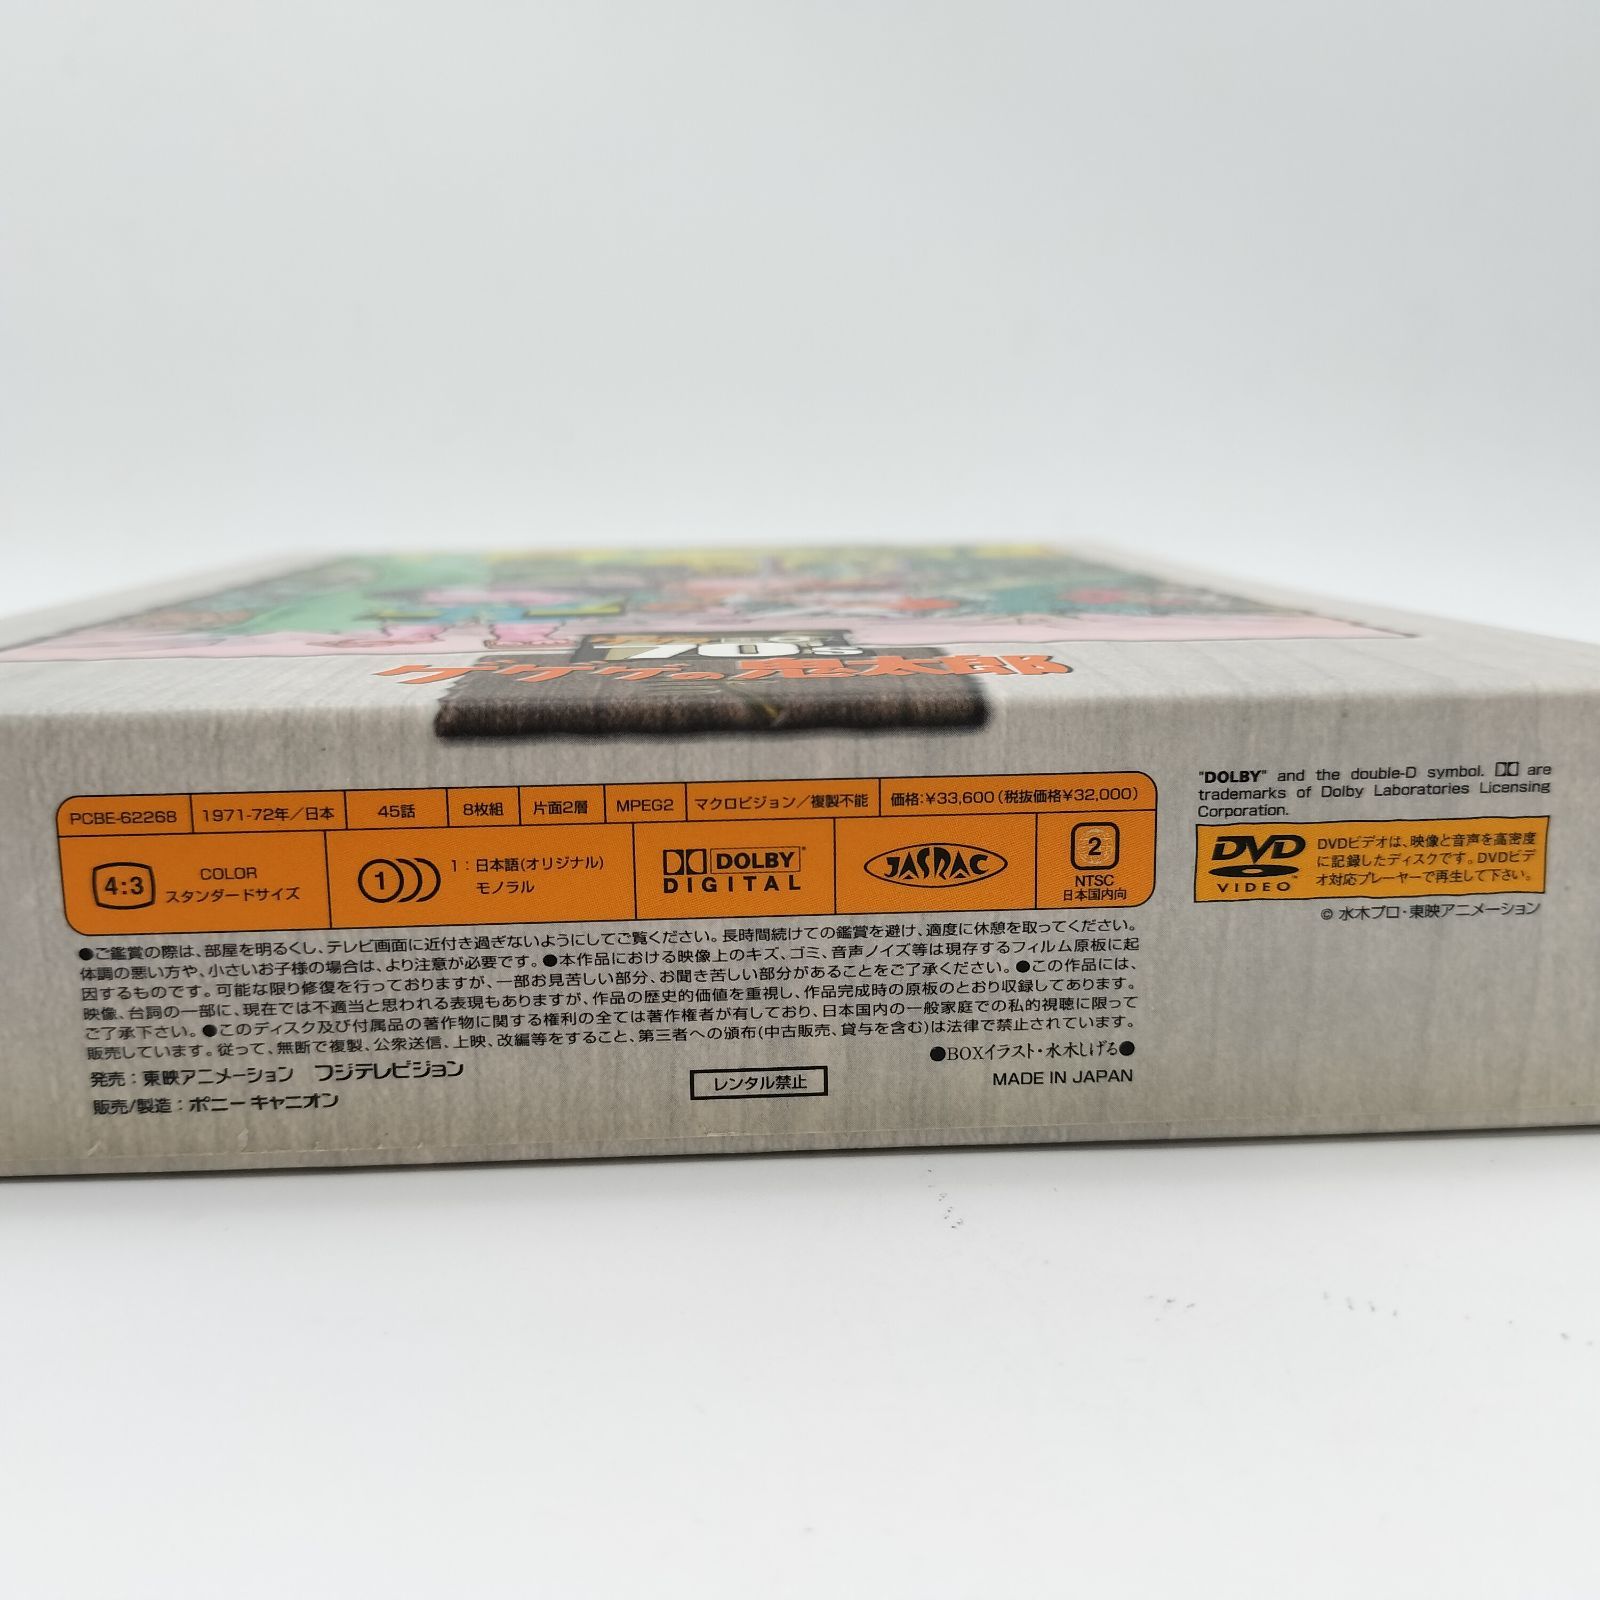 70's
ゲゲゲの鬼太郎
PCBE-62268 1971-72年／日本 45話 8枚組 片面2層 MPEG2 マクロビジョン／複製不能 価格:¥33,600(税抜価格¥32,000)
4:3 COLOR
スタンダードサイズ
1 1：日本語(オリジナル)
モノラル
DOLBY
DIGITAL
JASRAC
2
NTSC
日本国内向
"DOLBY" and the double-D symbol. are
trademarks of Dolby Laboratories Licensing
Corporation.
DVD
VIDEO
DVDビデオは、映像と音声を高密度
に記録したディスクです。DVDビデ
オ対応プレーヤーで再生して下さい。
© 水木プロ・東映アニメーション
●ご鑑賞の際は、部屋を明るくし、テレビ画面に近付き過ぎないようにしてご覧ください。長時間続けての鑑賞を避け、適度に休憩を取ってください。
体調の悪い方や、小さいお子様の場合は、より注意が必要です。●本作品における映像上のキズ、ゴミ、音声ノイズ等は現存するフィルム原板に起
因するものです。可能な限り修復を行っておりますが、一部お見苦しい部分、お聞き苦しい部分があることをご了承ください。●この作品には、
映像、台詞の一部に、現在では不適当と思われる表現もありますが、作品の歴史的価値を重視し、作品完成時の原板のとおり収録してあります。
ご了承下さい。●このディスク及び付属品の著作物に関する権利の全ては著作権者が有しており、日本国内の一般家庭での私的視聴に限って
販売しています。従って、無断で複製、公衆送信、上映、改編等をすること、第三者への頒布(中古販売、貸与を含む)は法律で禁止されています。
発売：東映アニメーション フジテレビジョン
販売/製造：ポニーキャニオン
レンタル禁止
●BOXイラスト・水木しげる●
MADE IN JAPAN